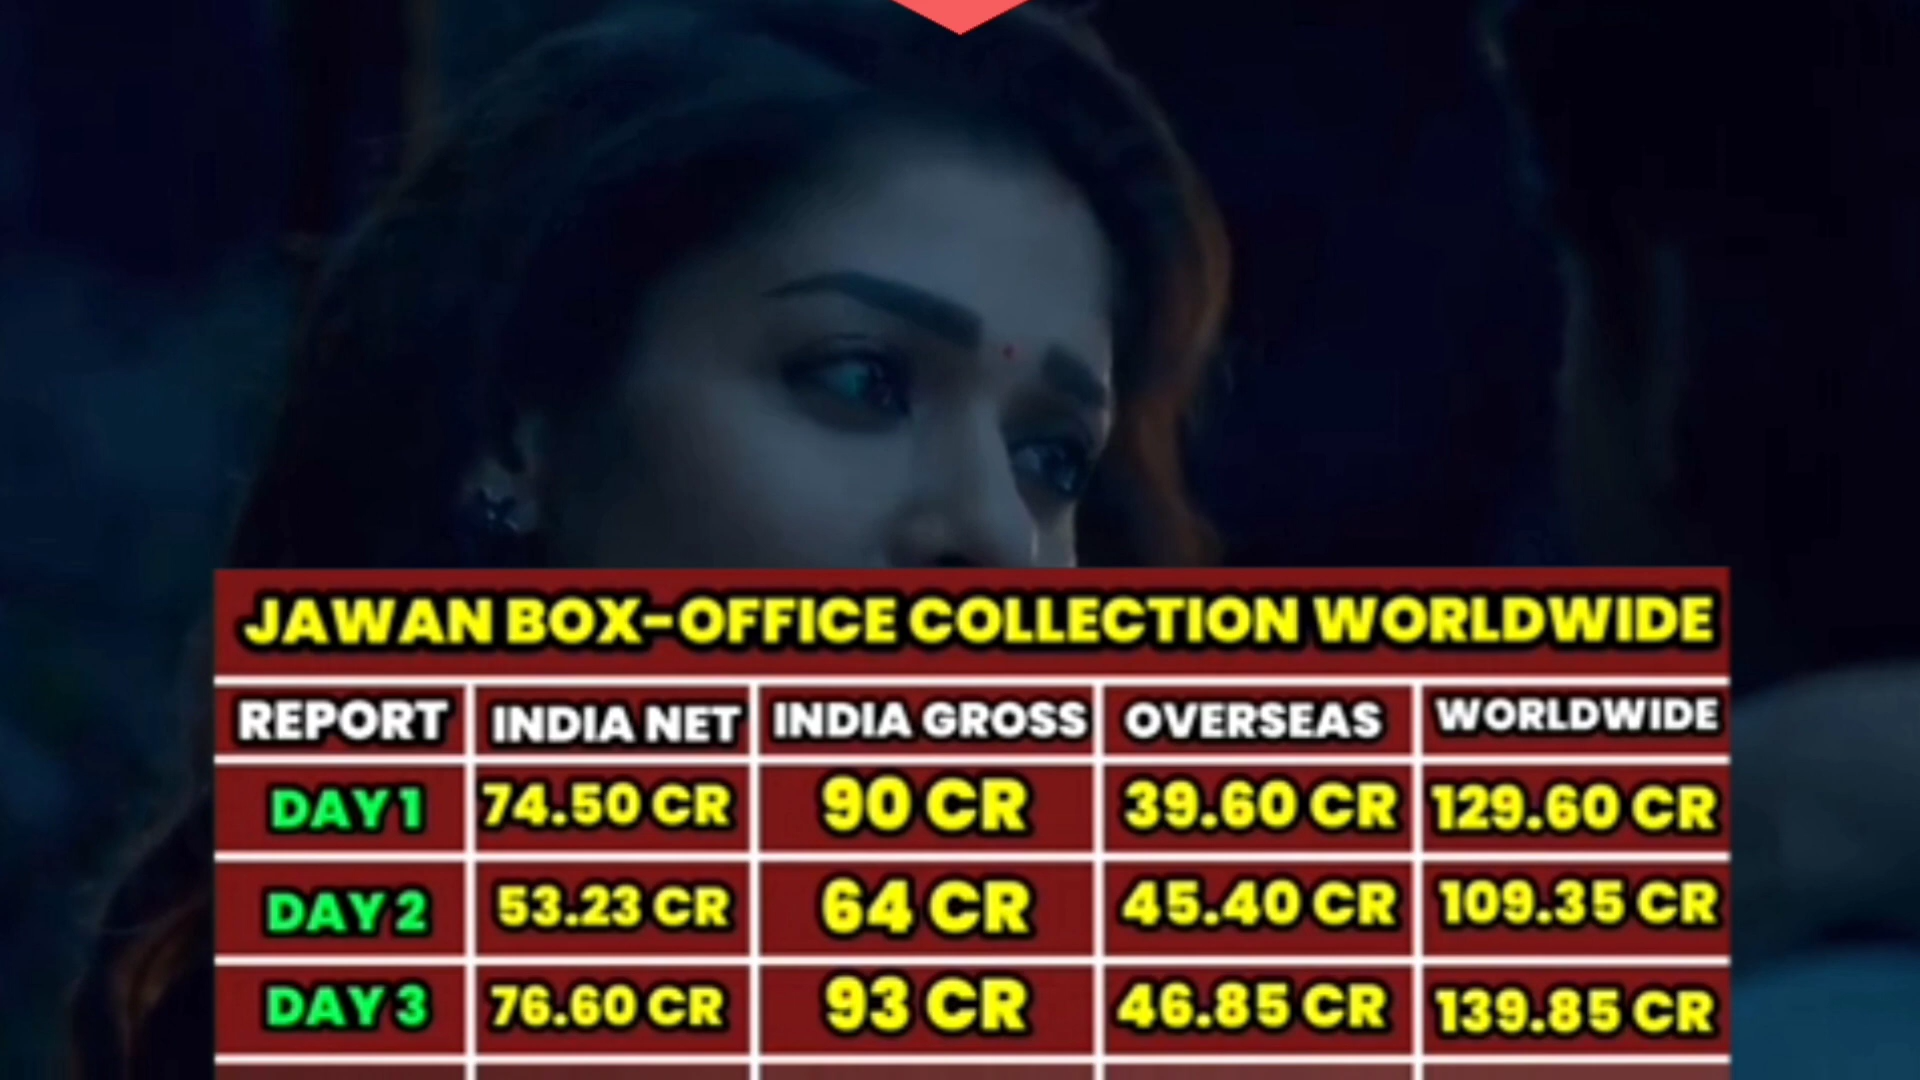 JAWAN BOX-OFFICE COLLECTION WORLDWIDE
REPORT INDIA NET INDIA GROSS OVERSEAS WORLDWIDE
DAY 1 74.50 CR 90 CR 39.60 CR 129.60 CR
DAY 2 53.23 CR 64 CR 45.40 CR 109.35 CR
DAY 3 76.60 CR 93 CR 46.85 CR 139.85 CR